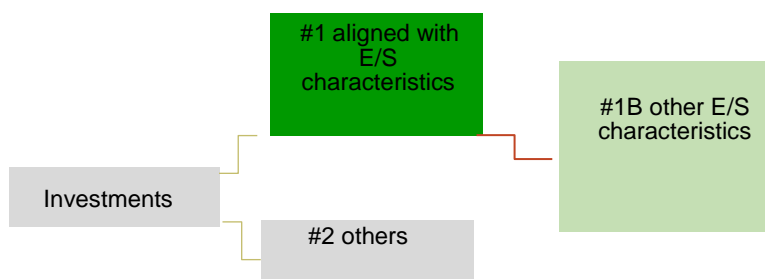 #1 aligned with
E/S
characteristics
#1B other E/S
characteristics
Investments
#2 others